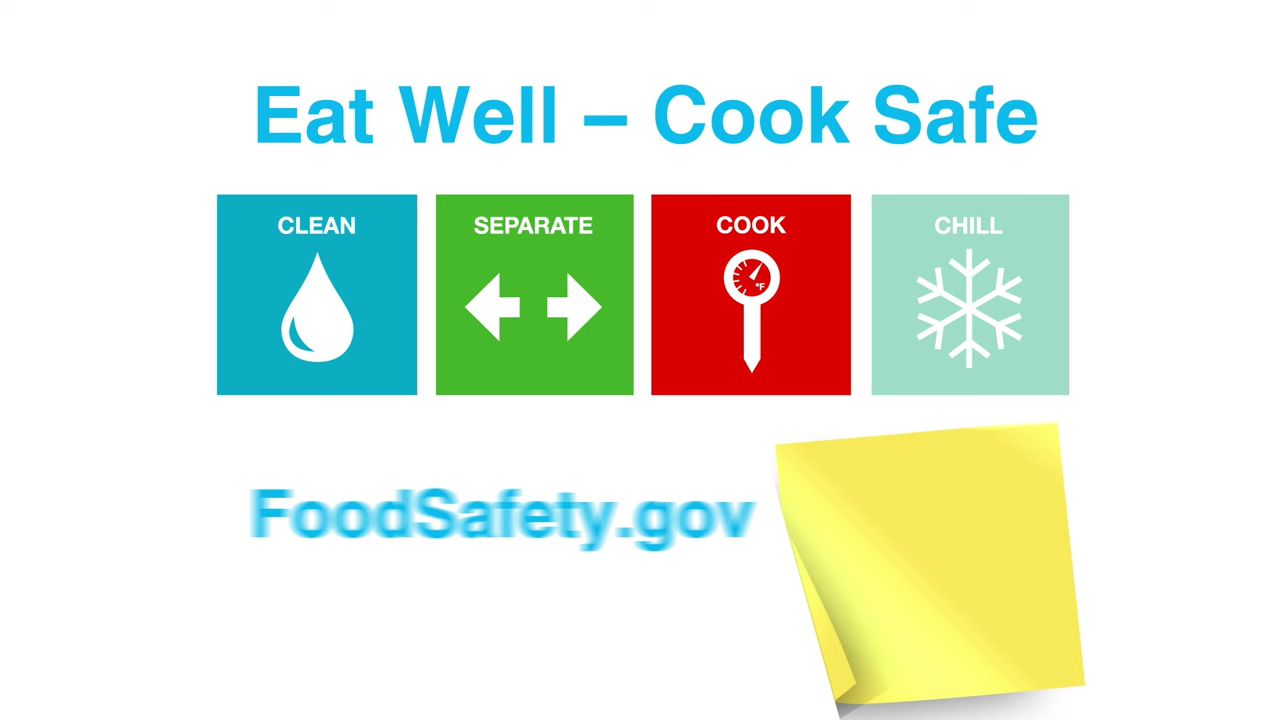 Eat Well – Cook Safe
CLEAN
SEPARATE
COOK
CHILL
°F
FoodSafety.gov